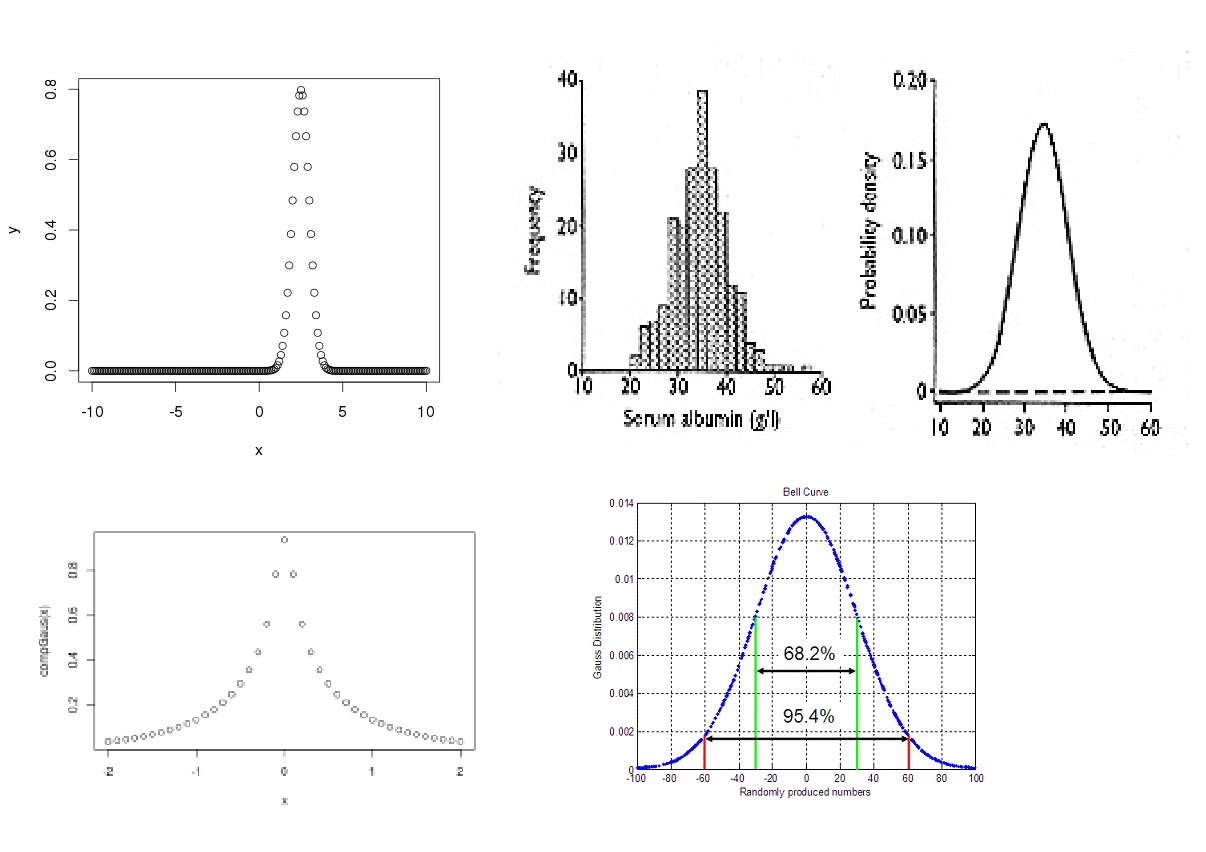 0.8
0.6
0.4
0.2
0.0
y
-10 -5 0 5 10
x
40
30
20
10
0
Frequency
10 20 30 40 50 60
Serum albumin (g/l)
0.20
0.15
0.10
0.05
0
Probability density
10 20 30 40 50 60
0.8
0.6
0.4
0.2
compGaus(x)
-2 -1 0 1 2
x
Bell Curve
0.014
0.012
0.01
0.008
0.006
0.004
0.002
0
Gauss Distribution
68.2%
95.4%
-100 -80 -60 -40 -20 0 20 40 60 80 100
Randomly produced numbers